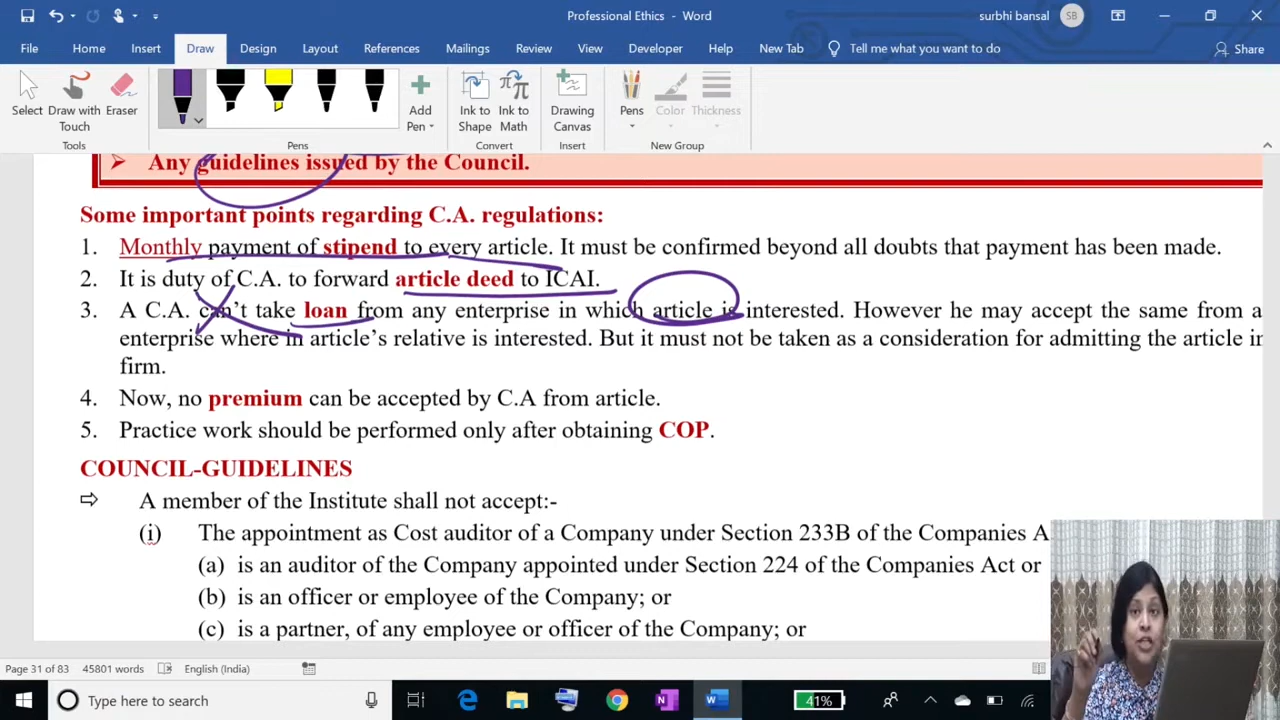 Professional Ethics - Word
surbhi bansal
SB
File Home Insert Draw Design Layout References Mailings Review View Developer Help New Tab Tell me what you want to do Share
Select Draw with Touch Eraser Add Pen Ink to Shape Ink to Math Drawing Canvas Pens Color Thickness
Tools Pens Convert Insert New Group
Any guidelines issued by the Council.
Some important points regarding C.A. regulations:
1. Monthly payment of stipend to every article. It must be confirmed beyond all doubts that payment has been made.
2. It is duty of C.A. to forward article deed to ICAI.
3. A C.A. can't take loan from any enterprise in which article is interested. However he may accept the same from a
enterprise where in article's relative is interested. But it must not be taken as a consideration for admitting the article in
firm.
4. Now, no premium can be accepted by C.A from article.
5. Practice work should be performed only after obtaining COP.
COUNCIL-GUIDELINES
⇨ A member of the Institute shall not accept:-
(i) The appointment as Cost auditor of a Company under Section 233B of the Companies A
(a) is an auditor of the Company appointed under Section 224 of the Companies Act or
(b) is an officer or employee of the Company; or
(c) is a partner, of any employee or officer of the Company; or
Page 31 of 83 45801 words English (India)
Type here to search
41%